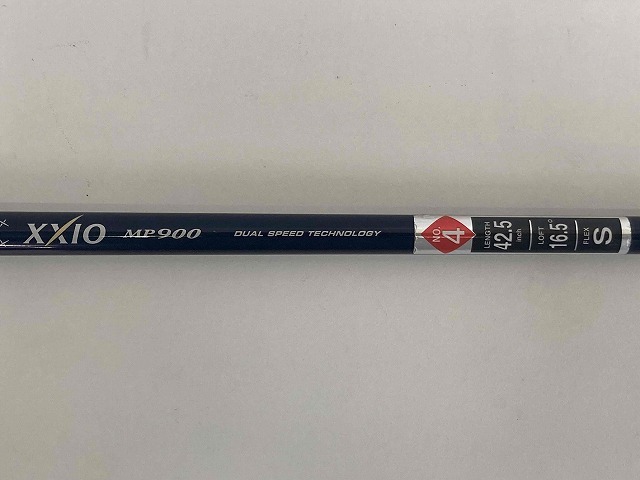 XXIO MP900 DUAL SPEED TECHNOLOGY
NO. 4
LENGTH
42.5
inch
LOFT
16.5°
FLEX
S